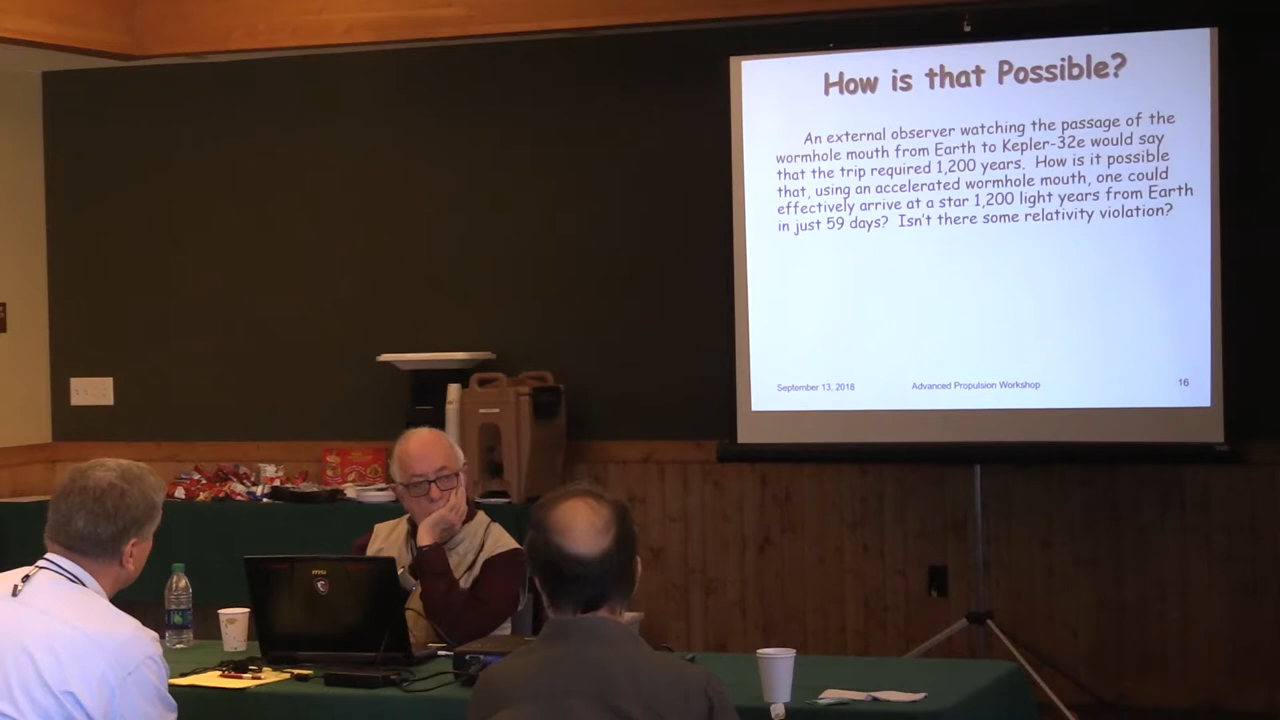 How is that Possible?
An external observer watching the passage of the
wormhole mouth from Earth to Kepler-32e would say
that the trip required 1,200 years. How is it possible
that, using an accelerated wormhole mouth, one could
effectively arrive at a star 1,200 light years from Earth
in just 59 days? Isn't there some relativity violation?
September 13, 2018 Advanced Propulsion Workshop 16
msi